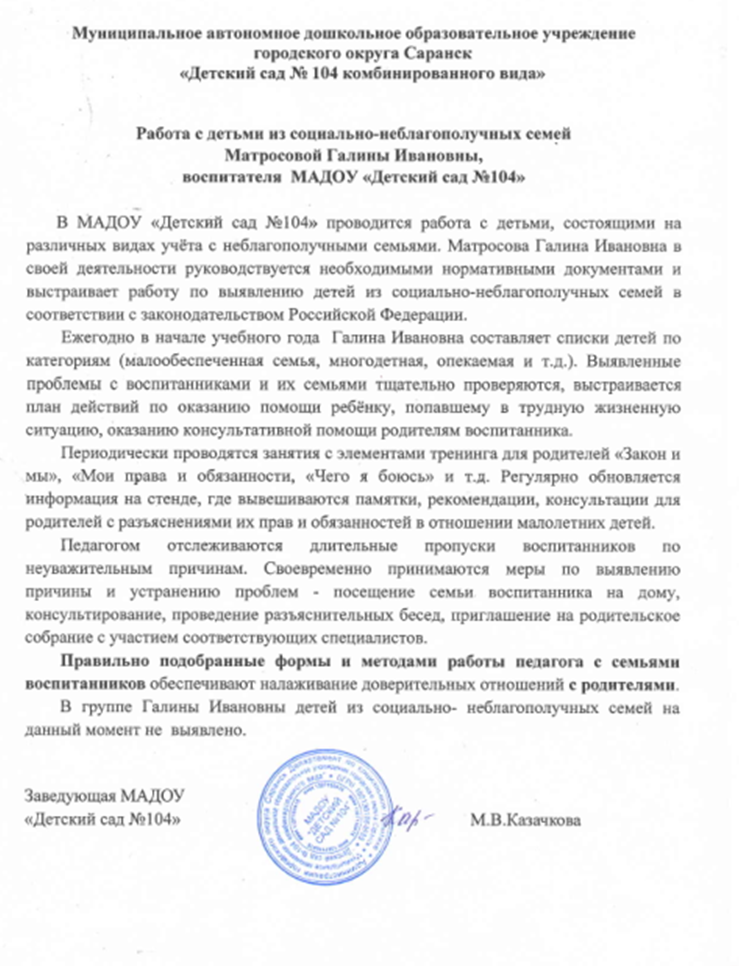 Муниципальное автономное дошкольное образовательное учреждение
городского округа Саранск
«Детский сад № 104 комбинированного вида»
Работа с детьми из социально-неблагополучных семей
Матросовой Галины Ивановны,
воспитателя МАДОУ «Детский сад №104»
В МАДОУ «Детский сад №104» проводится работа с детьми, состоящими на
различных видах учёта с неблагополучными семьями. Матросова Галина Ивановна в
своей деятельности руководствуется необходимыми нормативными документами и
выстраивает работу по выявлению детей из социально-неблагополучных семей в
соответствии с законодательством Российской Федерации.
Ежегодно в начале учебного года Галина Ивановна составляет списки детей по
категориям (малообеспеченная семья, многодетная, опекаемая и т.д.). Выявленные
проблемы с воспитанниками и их семьями тщательно проверяются, выстраивается
план действий по оказанию помощи ребёнку, попавшему в трудную жизненную
ситуацию, оказанию консультативной помощи родителям воспитанника.
Периодически проводятся занятия с элементами тренинга для родителей «Закон и
мы», «Мои права и обязанности, «Чего я боюсь» и т.д. Регулярно обновляется
информация на стенде, где вывешиваются памятки, рекомендации, консультации для
родителей с разъяснениями их прав и обязанностей в отношении малолетних детей.
Педагогом отслеживаются длительные пропуски воспитанников по
неуважительным причинам. Своевременно принимаются меры по выявлению
причины и устранению проблем - посещение семьи воспитанника на дому,
консультирование, проведение разъяснительных бесед, приглашение на родительское
собрание с участием соответствующих специалистов.
Правильно подобранные формы и методами работы педагога с семьями
воспитанников обеспечивают налаживание доверительных отношений с родителями.
В группе Галины Ивановны детей из социально- неблагополучных семей на
данный момент не выявлено.
Заведующая МАДОУ
«Детский сад №104»
М.В.Казачкова
МАДОУ
"ДЕТСКИЙ
САД №104"